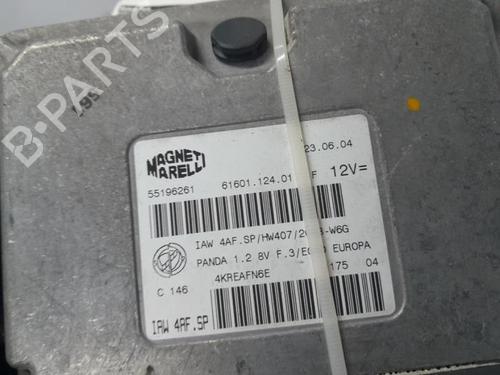 B-PARTS
MAGNETI
MARELLI
23.06.04
55196261 61601.124.01 F 12V=
IAW 4AF.SP/HW407/2 -W6G
PANDA 1.2 8V F.3/E O EUROPA
C 146 4KREAFN6E 175 04
IAW 4AF.SP